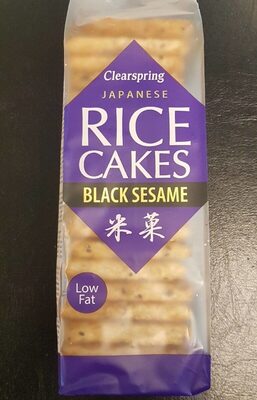 Clearspring
JAPANESE
RICE
CAKES
BLACK SESAME
米菓
Low
Fat